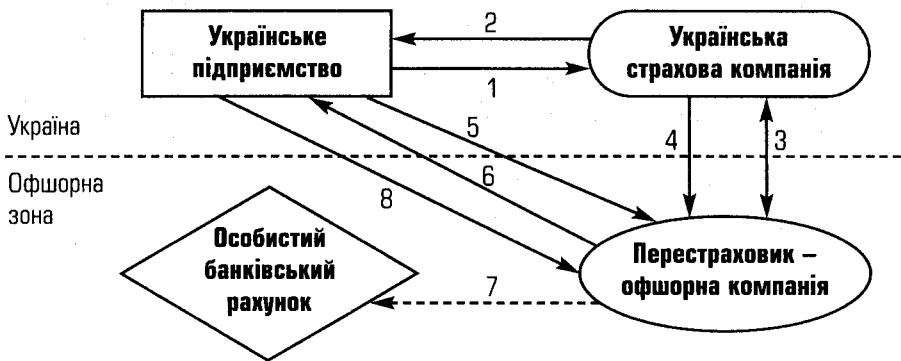 Українське
підприємство
2
1
Українська
страхова компанія
Україна
5
4
3
Офшорна
зона
8
6
Особистий
банківський
рахунок
7
Перестраховик –
офшорна компанія